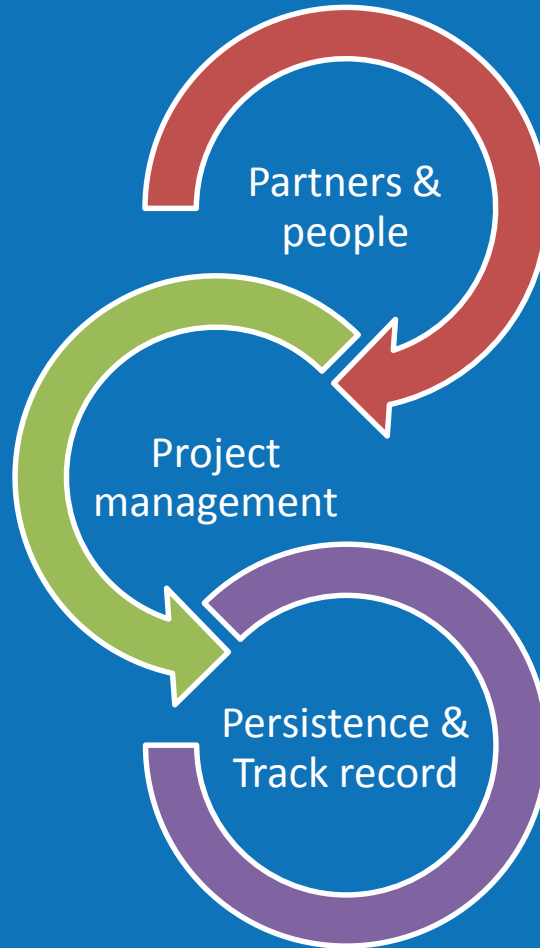 Partners &
people
Project
management
Persistence &
Track record